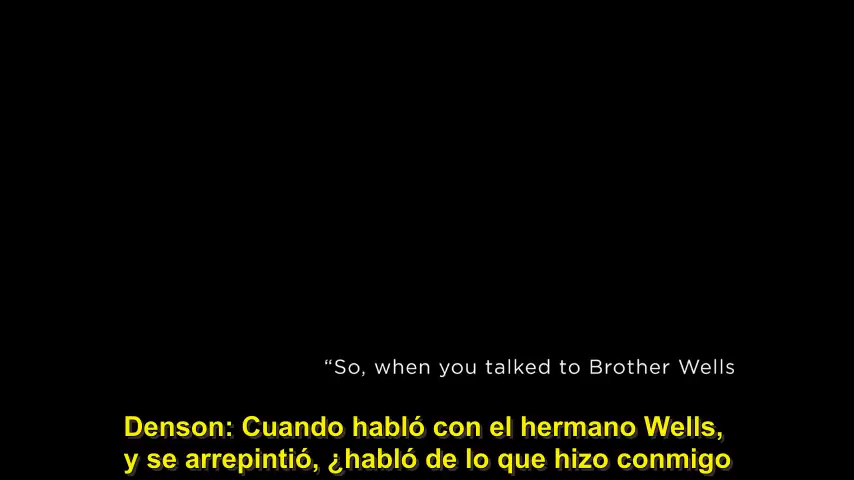 “So, when you talked to Brother Wells
Denson: Cuando habló con el hermano Wells,
y se arrepintió, ¿habló de lo que hizo conmigo